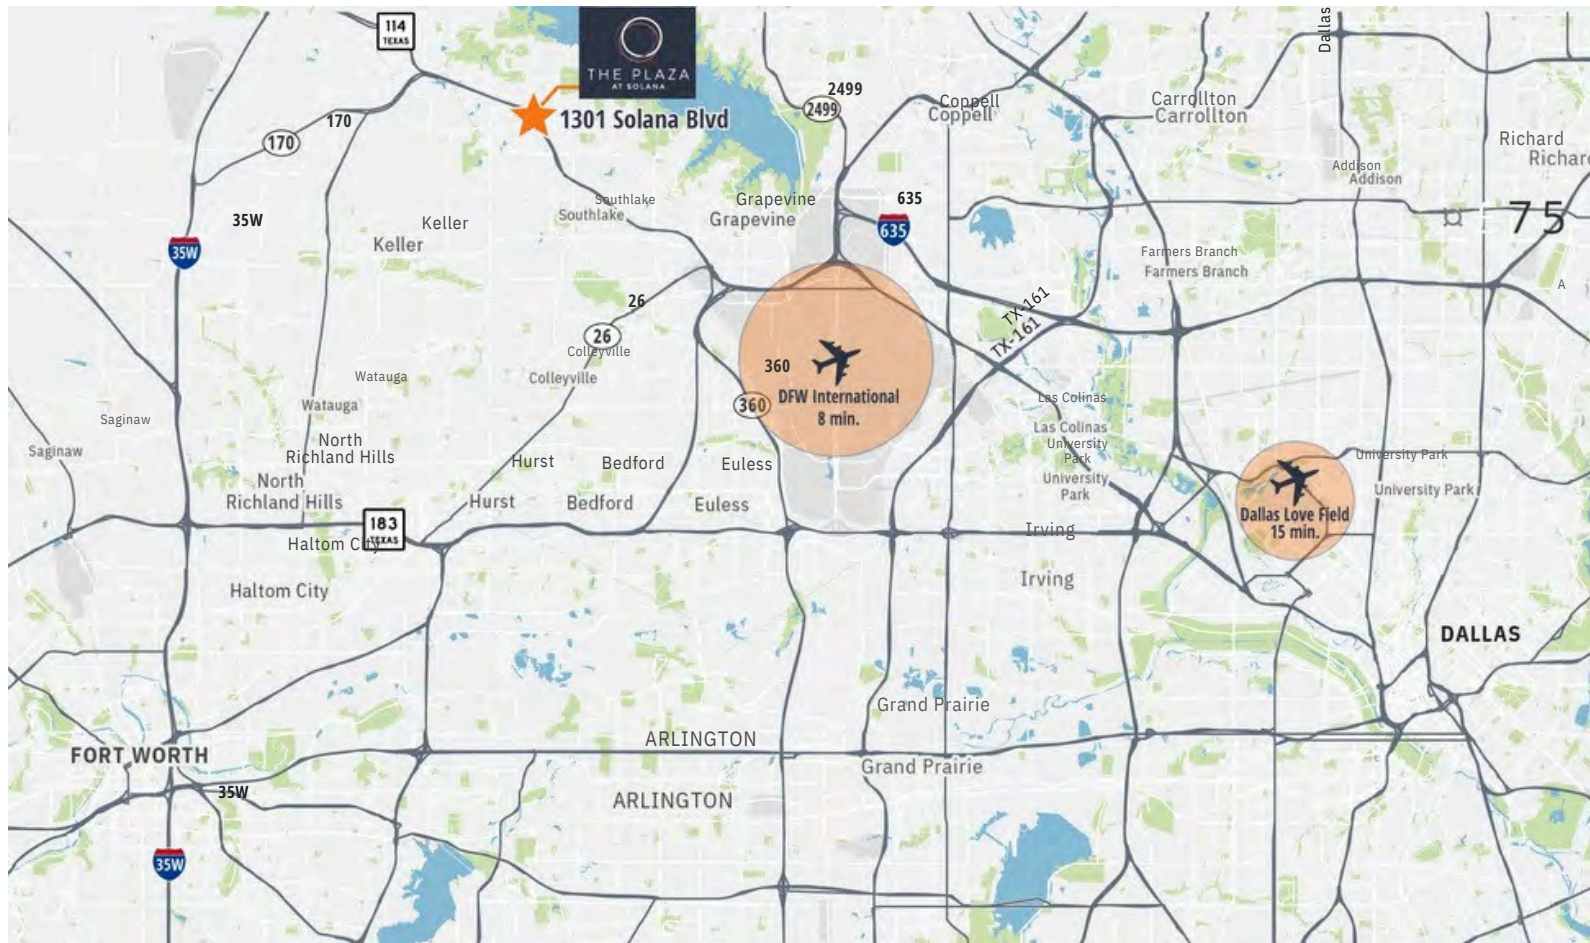 114
TEXAS
THE PLAZA
AT SOLANA
1301 Solana Blvd
Dallas
2499
2499
Coppell
Coppell
Carrollton
Carrollton
170
170
Richard
Richar
Addison
Addison
Southlake
Southlake
Grapevine
Grapevine
635
635
75
35W
35W
Keller
Keller
Farmers Branch
Farmers Branch
A
26
26
TX-161
TX-161
Colleyville
Colleyville
360
360
DFW International
8 min.
Watauga
Watauga
Las Colinas
Las Colinas
Saginaw
Saginaw
North
Richland Hills
North
Richland Hills
Hurst
Hurst
Bedford
Bedford
Euless
Euless
University
Park
University
Park
University Park
University Park
Dallas Love Field
15 min.
183
TEXAS
Haltom City
Haltom City
Irving
Irving
DALLAS
Grand Prairie
Grand Prairie
ARLINGTON
ARLINGTON
FORT WORTH
35W
35W